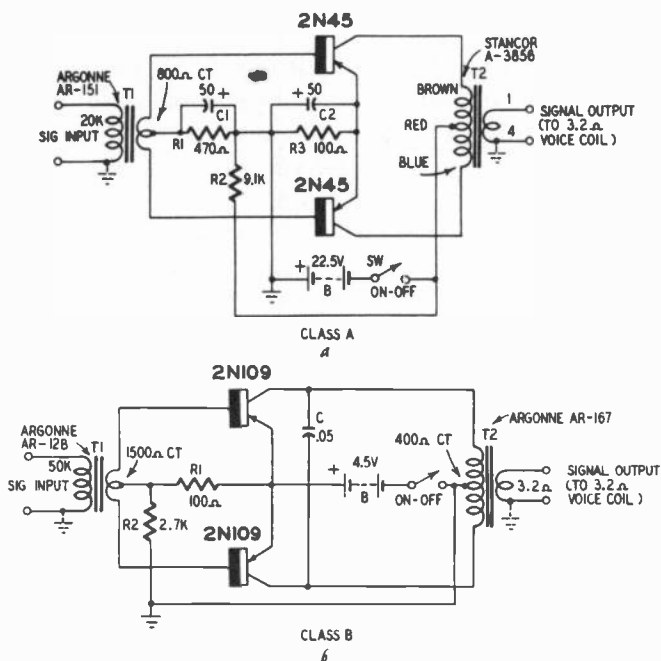 2N45
STANCOR
A-3856
T2
ARGONNE
AR-151
T1
800Ω CT
50 +
C1
+ 50
C2
BROWN
1
20K
SIG INPUT
R1
470Ω
R3 100Ω
RED
SIGNAL OUTPUT
(TO 3.2Ω
VOICE COIL)
4
R2
9.1K
2N45
BLUE
+
22.5V
B
SW
ON-OFF
CLASS A
a
2N109
ARGONNE AR-167
ARGONNE
AR-128
T1
1500Ω CT
C
.05
400Ω
CT
T2
50K
SIG INPUT
R1
100Ω
+
4.5V
B
ON-OFF
3.2Ω
SIGNAL OUTPUT
(TO 3.2Ω
VOICE COIL)
R2
2.7K
2N109
CLASS B
b